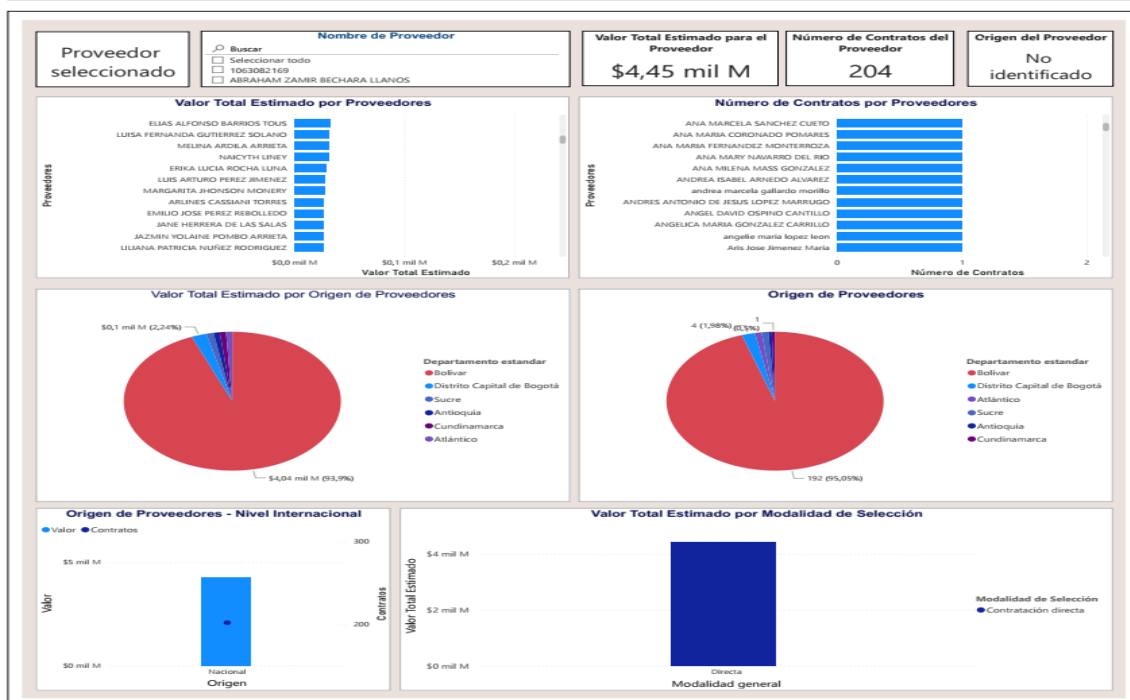 Proveedor
seleccionado
Nombre de Proveedor
Buscar
Seleccionar todo
1063082169
ABRAHAM ZAMIR BECHARA LLANOS
Valor Total Estimado para el
Proveedor
$4,45 mil M
Número de Contratos del
Proveedor
204
Origen del Proveedor
No
identificado
Valor Total Estimado por Proveedores
Proveedores
ELIAS ALFONSO BARRIOS TOUS
LUISA FERNANDA GUTIERREZ SOLANO
MELINA ARDILA ARRIETA
NAICYTH LINEY
ERIKA LUCIA ROCHA LUNA
LUIS ARTURO PEREZ JIMENEZ
MARGARITA JHONSON MONERY
ARLINES CASSIANI TORRES
EMILIO JOSE PEREZ REBOLLEDO
JANE HERRERA DE LAS SALAS
JAZMIN YOLAINE POMBO ARRIETA
LILIANA PATRICIA NUÑEZ RODRIGUEZ
$0,0 mil M
$0,1 mil M
$0,2 mil M
Valor Total Estimado
Número de Contratos por Proveedores
Proveedores
ANA MARCELA SANCHEZ CUETO
ANA MARIA CORONADO POMARES
ANA MARIA FERNANDEZ MONTERROZA
ANA MARY NAVARRO DEL RIO
ANA MILENA MASS GONZALEZ
ANDREA ISABEL ARNEDO ALVAREZ
andrea marcela gallardo morillo
ANDRES ANTONIO DE JESUS LOPEZ MARRUGO
ANGEL DAVID OSPINO CANTILLO
ANGELICA MARIA GONZALEZ CARRILLO
angelie maria lopez leon
Aris Jose Jimenez Maria
0
1
2
Número de Contratos
Valor Total Estimado por Origen de Proveedores
$0,1 mil M (2,24%)
$4,04 mil M (93,9%)
Departamento estandar
Bolívar
Distrito Capital de Bogotá
Sucre
Antioquia
Cundinamarca
Atlántico
Origen de Proveedores
1
4 (1,98%)
(0,5%)
192 (95,05%)
Departamento estandar
Bolívar
Distrito Capital de Bogotá
Atlántico
Sucre
Antioquia
Cundinamarca
Origen de Proveedores - Nivel Internacional
Valor
Contratos
300
$5 mil M
Valor
Contratos
200
$0 mil M
Nacional
Origen
Valor Total Estimado por Modalidad de Selección
Valor Total Estimado
$4 mil M
$2 mil M
$0 mil M
Directa
Modalidad general
Modalidad de Selección
Contratación directa